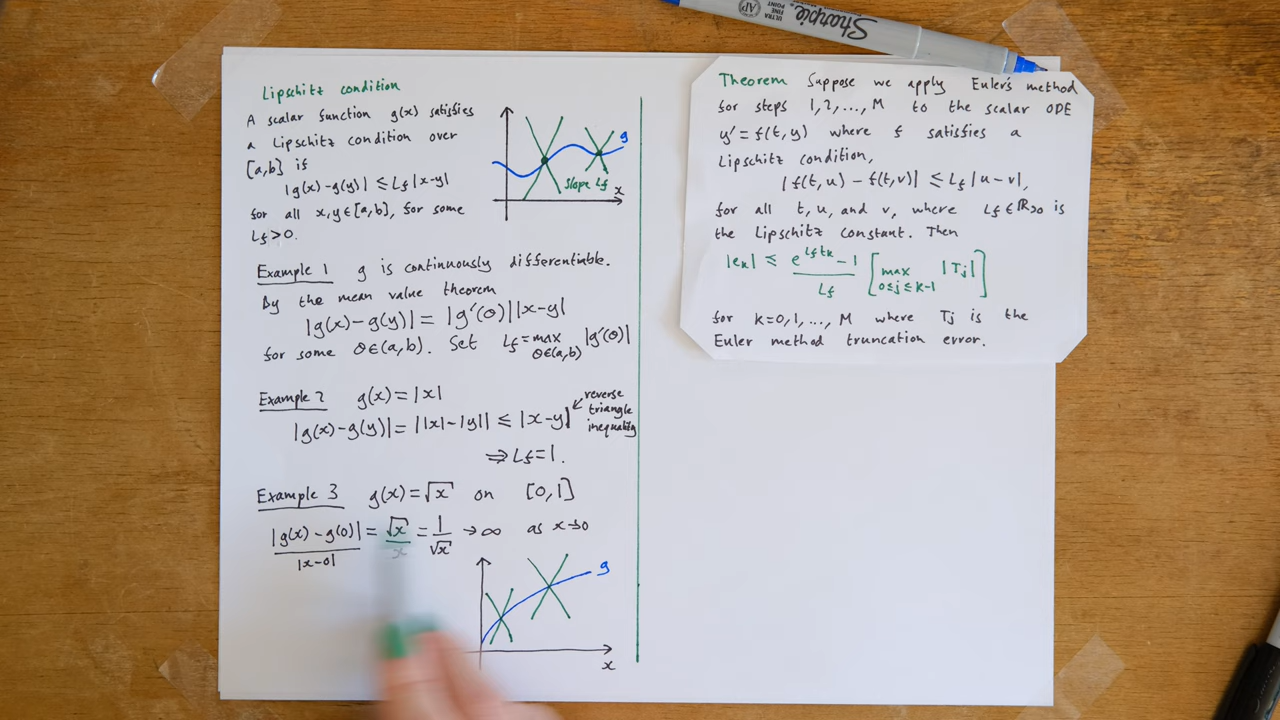 Lipschitz condition
A scalar function g(x) satisfies
a Lipschitz condition over
[a,b] is
|g(x)-g(y)| ≤ Lf |x-y|
for all x,y∈[a,b], for some
Lf>0.
g
Slope Lf
x
Example 1 g is continuously differentiable.
By the mean value theorem
|g(x)-g(y)| = |g'(θ)||x-y|
for some θ∈(a,b). Set Lf = max θ∈(a,b) |g'(θ)|
Example 2 g(x) = |x|
|g(x)-g(y)| = ||x|-|y|| ≤ |x-y|
reverse
triangle
inequality
⇒ Lf=1.
Example 3 g(x) = √x on [0,1]
|g(x)-g(0)| / |x-0| = √x / x = 1/√x → ∞ as x→0
g
x
Sharpie
ULTRA FINE POINT
AP
Theorem Suppose we apply Euler's method
for steps 1,2,...,M to the scalar ODE
y' = f(t,y) where f satisfies a
Lipschitz condition,
|f(t,u) - f(t,v)| ≤ Lf |u-v|,
for all t, u, and v, where Lf∈ℝ>0 is
the Lipschitz constant. Then
|ek| ≤ (e^(Lf tk) - 1) / Lf [max 0≤j≤k-1 |Tj|]
for k=0,1,...,M where Tj is the
Euler method truncation error.